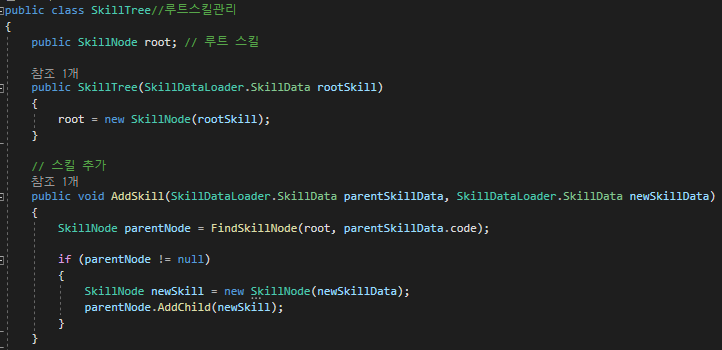 public class SkillTree//루트스킬관리
{
public SkillNode root; // 루트 스킬
참조 1개
public SkillTree(SkillDataLoader.SkillData rootSkill)
{
root = new SkillNode(rootSkill);
}
// 스킬 추가
참조 1개
public void AddSkill(SkillDataLoader.SkillData parentSkillData, SkillDataLoader.SkillData newSkillData)
{
SkillNode parentNode = FindSkillNode(root, parentSkillData.code);
if (parentNode != null)
{
SkillNode newSkill = new SkillNode(newSkillData);
parentNode.AddChild(newSkill);
}
}